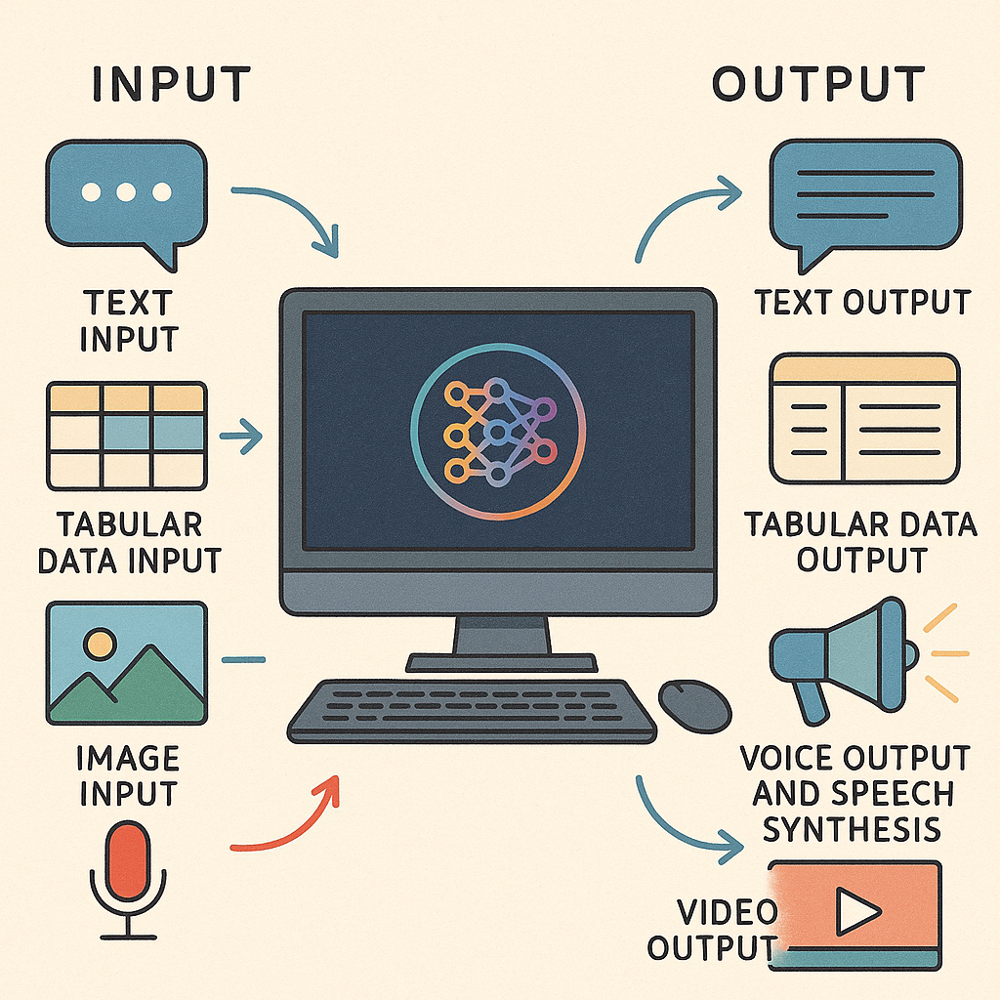 INPUT
TEXT
INPUT
TABULAR
DATA INPUT
IMAGE
INPUT
OUTPUT
TEXT OUTPUT
TABULAR DATA
OUTPUT
VOICE OUTPUT
AND SPEECH
SYNTHESIS
VIDEO
OUTPUT